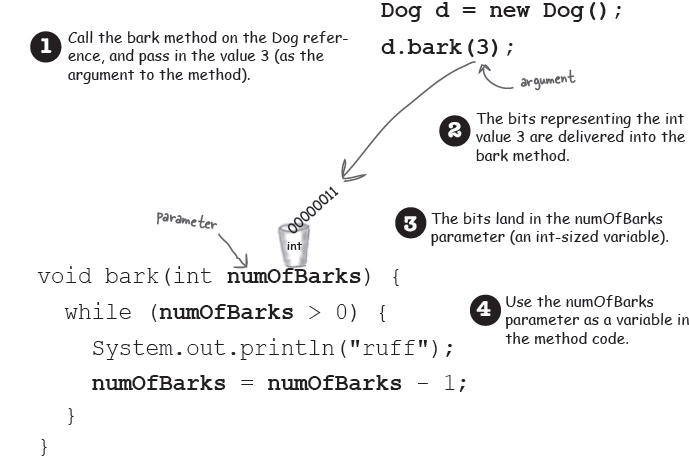 Dog d = new Dog();
d.bark(3);
1 Call the bark method on the Dog refer-
ence, and pass in the value 3 (as the
argument to the method).
argument
2 The bits representing the int
value 3 are delivered into the
bark method.
00000011
int
parameter
3 The bits land in the numOfBarks
parameter (an int-sized variable).
void bark(int numOfBarks) {
while (numOfBarks > 0) {
System.out.println("ruff");
numOfBarks = numOfBarks - 1;
}
}
4 Use the numOfBarks
parameter as a variable in
the method code.